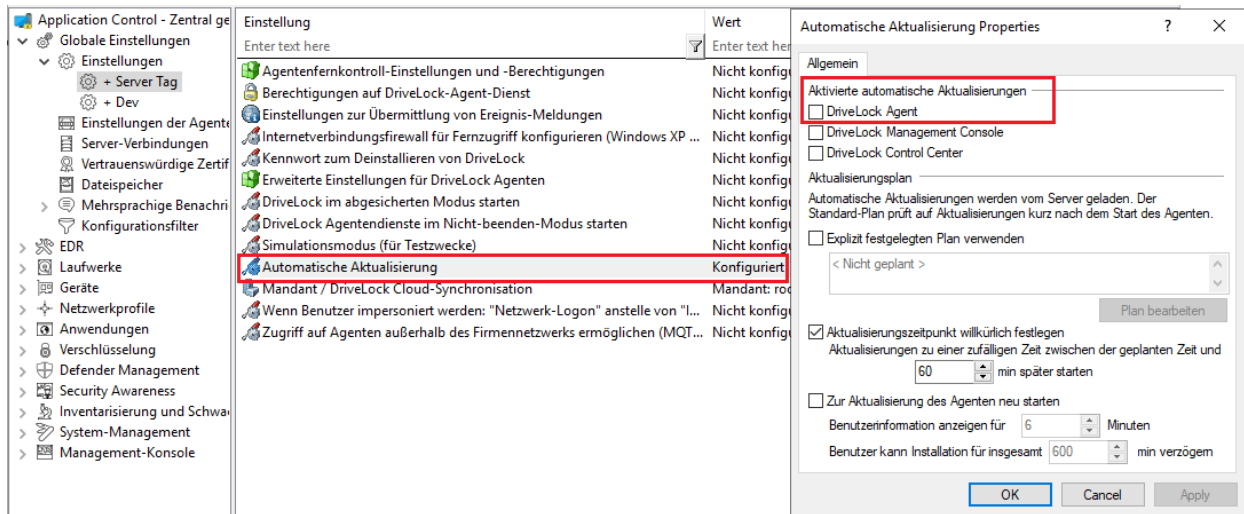 Application Control - Zentral ge
Globale Einstellungen
Einstellungen
+ Server Tag
+ Dev
Einstellungen der Agente
Server-Verbindungen
Vertrauenswürdige Zertif
Dateispeicher
Mehrsprachige Benachri
Konfigurationsfilter
EDR
Laufwerke
Geräte
Netzwerkprofile
Anwendungen
Verschlüsselung
Defender Management
Security Awareness
Inventarisierung und Schwa
System-Management
Management-Konsole
Einstellung Wert
Enter text here Enter text her
Agentenfernkontroll-Einstellungen und -Berechtigungen Nicht konfigu
Berechtigungen auf DriveLock-Agent-Dienst Nicht konfigu
Einstellungen zur Übermittlung von Ereignis-Meldungen Nicht konfigu
Internetverbindungsfirewall für Fernzugriff konfigurieren (Windows XP ... Nicht konfigu
Kennwort zum Deinstallieren von DriveLock Nicht konfigu
Erweiterte Einstellungen für DriveLock Agenten Nicht konfigu
DriveLock im abgesicherten Modus starten Nicht konfigu
DriveLock Agentendienste im Nicht-beenden-Modus starten Nicht konfigu
Simulationsmodus (für Testzwecke) Nicht konfigu
Automatische Aktualisierung Konfiguriert
Mandant / DriveLock Cloud-Synchronisation Mandant: roo
Wenn Benutzer impersoniert werden: "Netzwerk-Logon" anstelle von "I... Nicht konfigu
Zugriff auf Agenten außerhalb des Firmennetzwerks ermöglichen (MQT... Nicht konfigu
Automatische Aktualisierung Properties
Allgemein
Aktivierte automatische Aktualisierungen
DriveLock Agent
DriveLock Management Console
DriveLock Control Center
Aktualisierungsplan
Automatische Aktualisierungen werden vom Server geladen. Der
Standard-Plan prüft auf Aktualisierungen kurz nach dem Start des Agenten.
Explizit festgelegten Plan verwenden
< Nicht geplant >
Plan bearbeiten
Aktualisierungszeitpunkt willkürlich festlegen
Aktualisierungen zu einer zufälligen Zeit zwischen der geplanten Zeit und
60 min später starten
Zur Aktualisierung des Agenten neu starten
Benutzerinformation anzeigen für 6 Minuten
Benutzer kann Installation für insgesamt 600 min verzögern
OK Cancel Apply